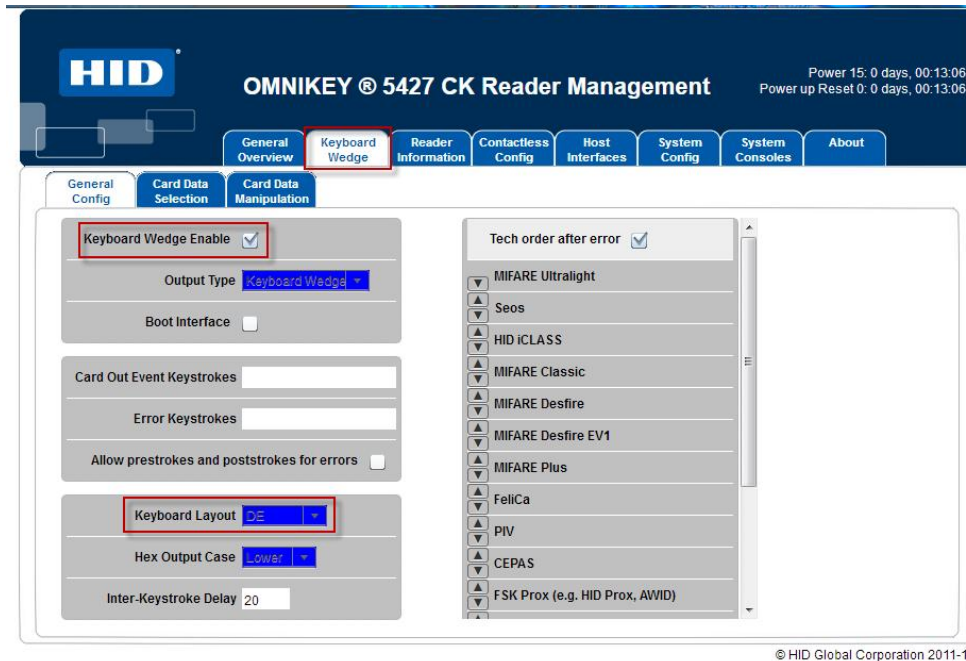 HID
OMNIKEY ® 5427 CK Reader Management
Power 15: 0 days, 00:13:06
Power up Reset 0: 0 days, 00:13:06
General Overview
Keyboard Wedge
Reader Information
Contactless Config
Host Interfaces
System Config
System Consoles
About
General Config
Card Data Selection
Card Data Manipulation
Keyboard Wedge Enable
Output Type Keyboard Wedge
Boot Interface
Card Out Event Keystrokes
Error Keystrokes
Allow prestrokes and poststrokes for errors
Keyboard Layout DE
Hex Output Case Lower
Inter-Keystroke Delay 20
Tech order after error
MIFARE Ultralight
Seos
HID iCLASS
MIFARE Classic
MIFARE Desfire
MIFARE Desfire EV1
MIFARE Plus
FeliCa
PIV
CEPAS
FSK Prox (e.g. HID Prox, AWID)
© HID Global Corporation 2011-1